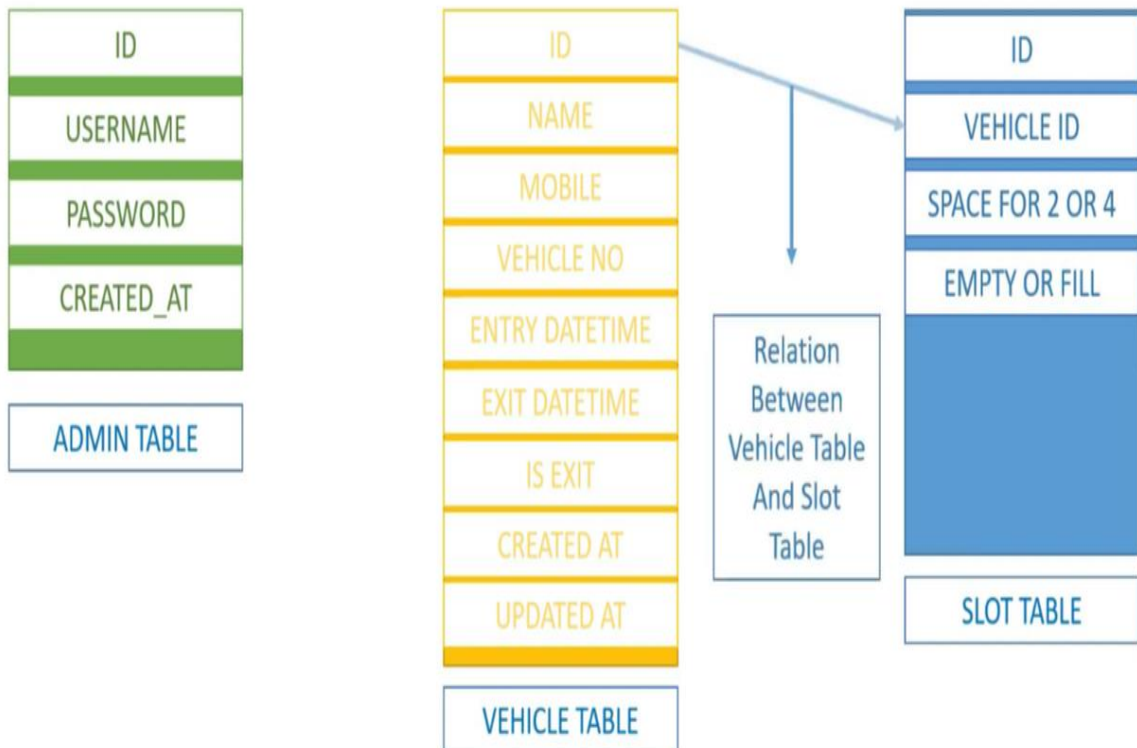 ID
USERNAME
PASSWORD
CREATED_AT
ADMIN TABLE
ID
NAME
MOBILE
VEHICLE NO
ENTRY DATETIME
EXIT DATETIME
IS EXIT
CREATED AT
UPDATED AT
VEHICLE TABLE
Relation
Between
Vehicle Table
And Slot
Table
ID
VEHICLE ID
SPACE FOR 2 OR 4
EMPTY OR FILL
SLOT TABLE